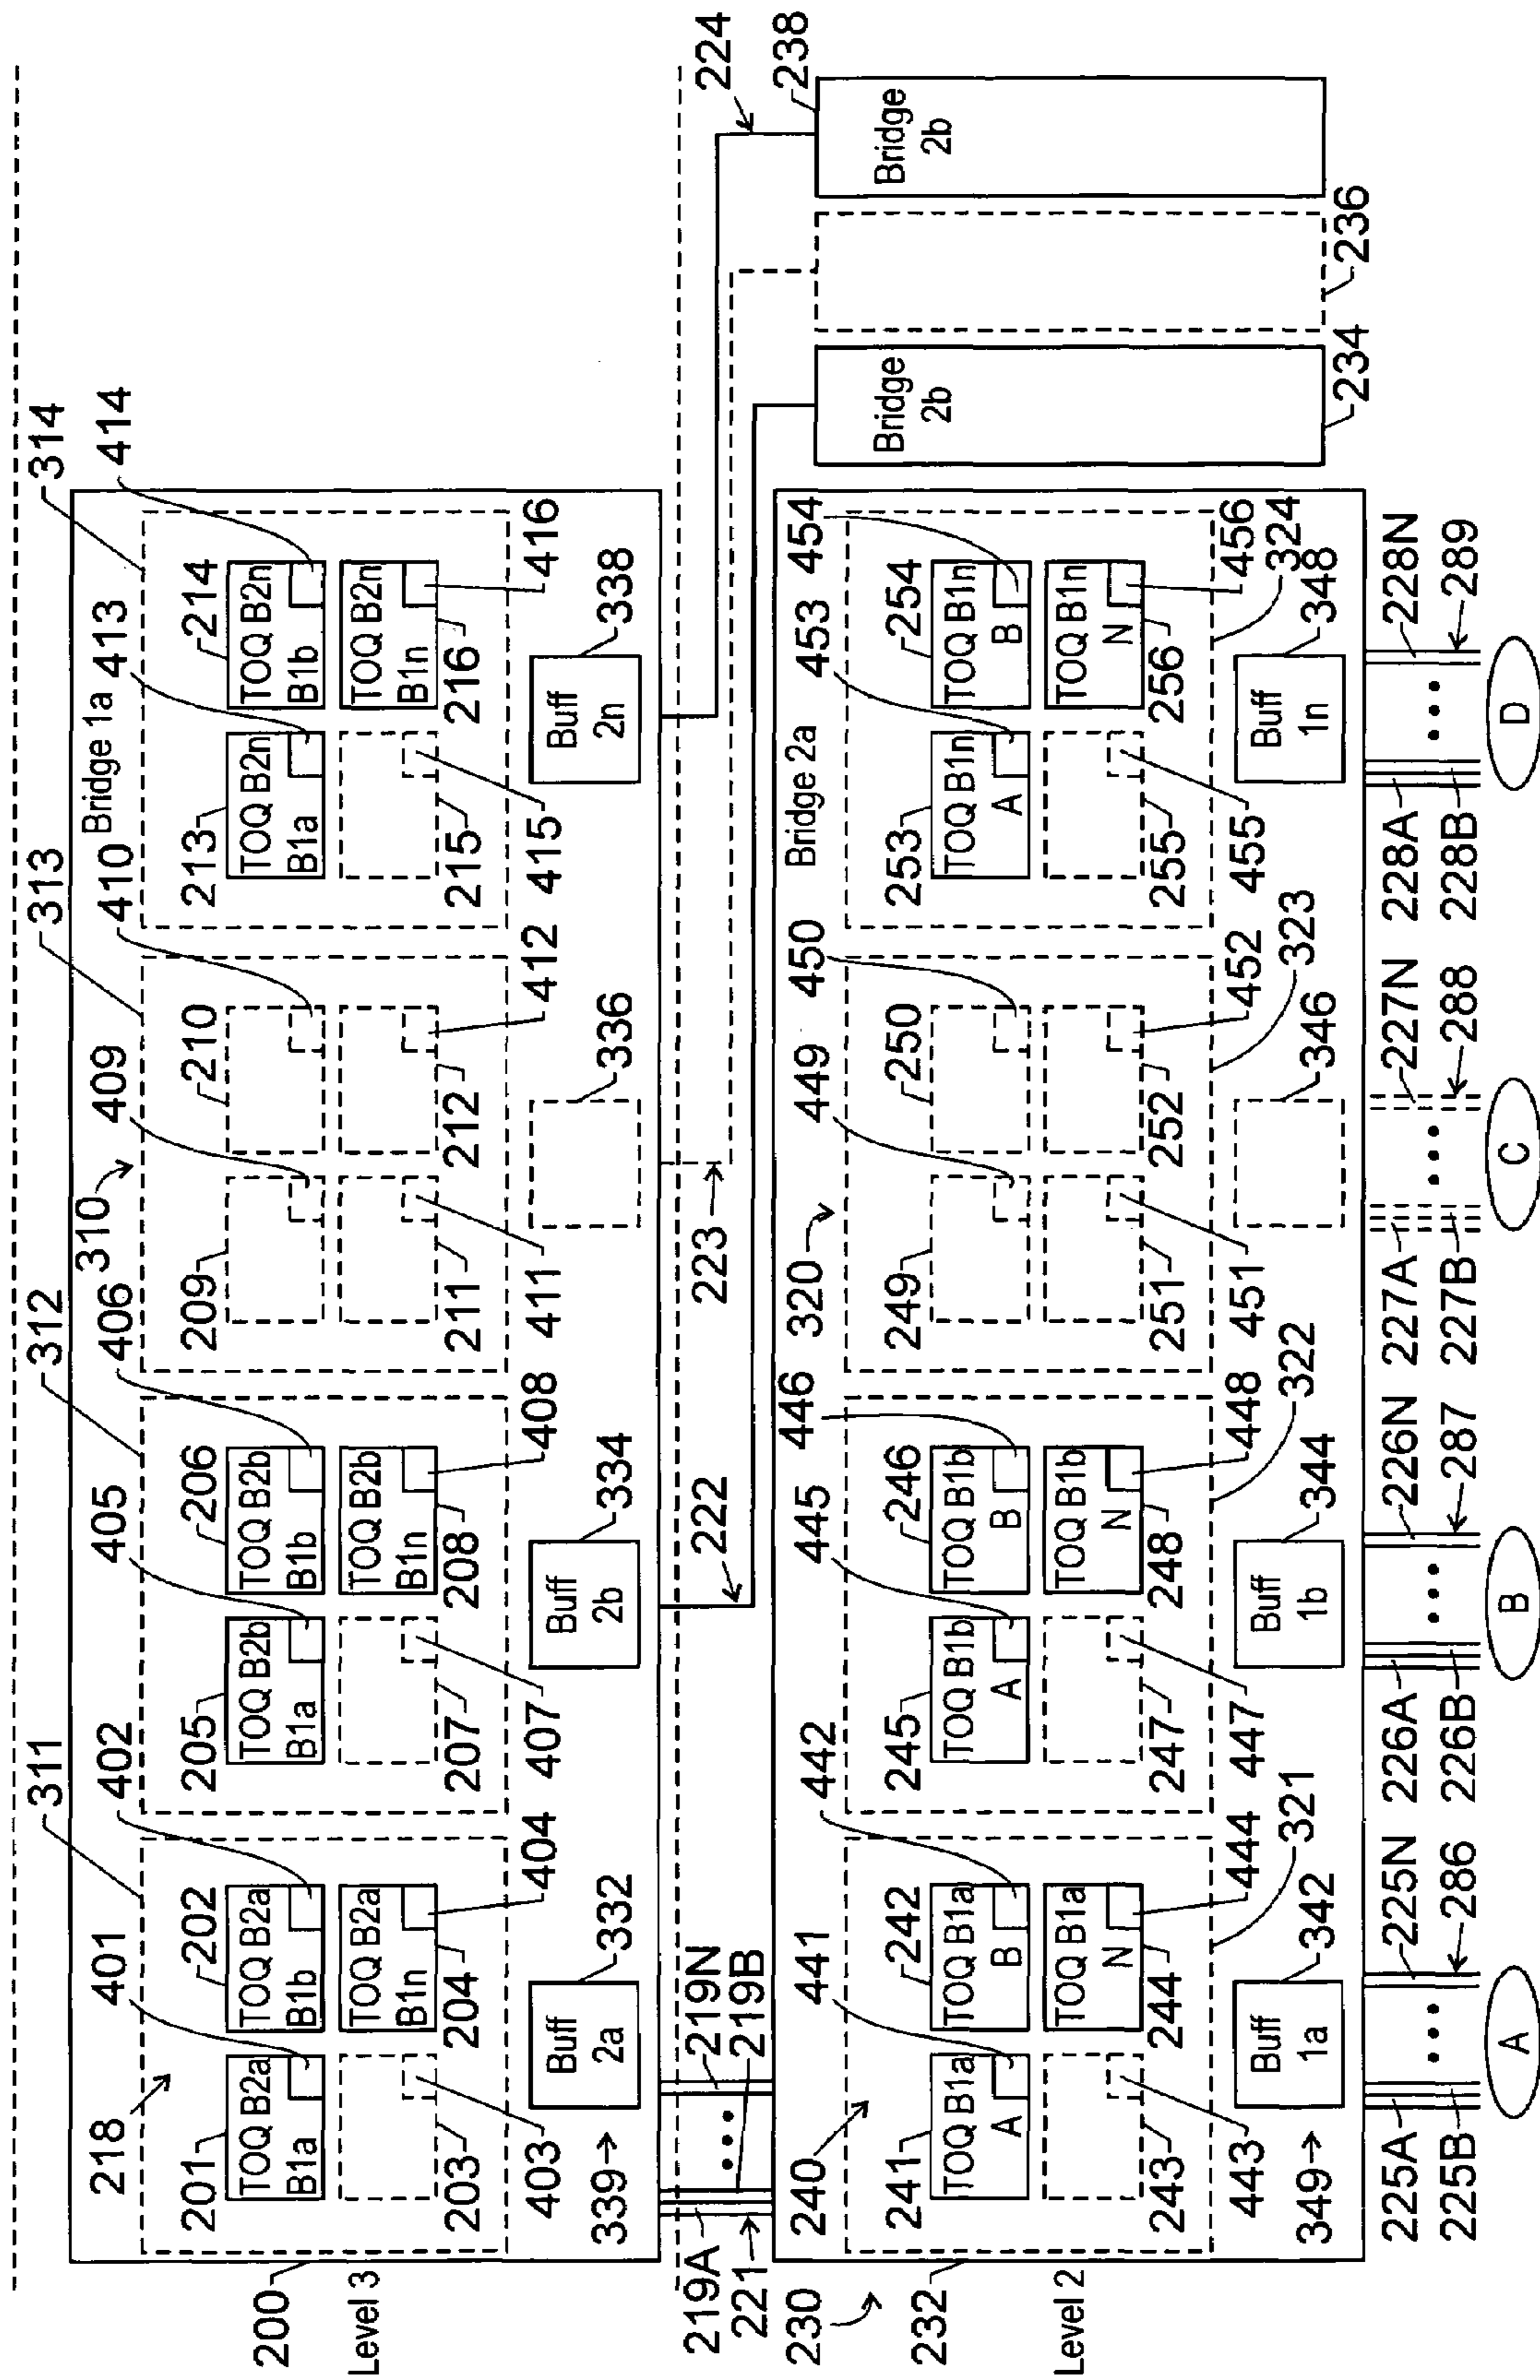 Level 3
200
Bridge 1a
218
311
312
310
313
314
201
TOQ B2a
B1a
401
202
TOQ B2a
B1b
402
203
403
204
TOQ B2a
B1n
404
205
TOQ B2b
B1a
405
206
TOQ B2b
B1b
406
207
407
208
TOQ B2b
B1n
408
209
409
210
410
211
411
212
412
213
TOQ B2n
B1a
413
214
TOQ B2n
B1b
414
215
415
216
TOQ B2n
B1n
416
339
Buff
2a
332
Buff
2b
334
336
Buff
2n
338
219A
221
219N
219B
222
223
224
230
Level 2
232
Bridge 2a
240
320
241
TOQ B1a
A
441
242
TOQ B1a
B
442
243
443
244
TOQ B1a
N
444
321
245
TOQ B1b
A
445
246
TOQ B1b
B
446
247
447
248
TOQ B1b
N
448
322
249
449
250
450
251
451
252
452
323
253
TOQ B1n
A
453
254
TOQ B1n
B
454
255
455
256
TOQ B1n
N
456
324
349
Buff
1a
342
Buff
1b
344
346
Buff
1n
348
Bridge
2b
234
236
Bridge
2b
238
225A
225B
225N
286
226A
226B
226N
287
227A
227B
227N
288
228A
228B
228N
289
A
B
C
D